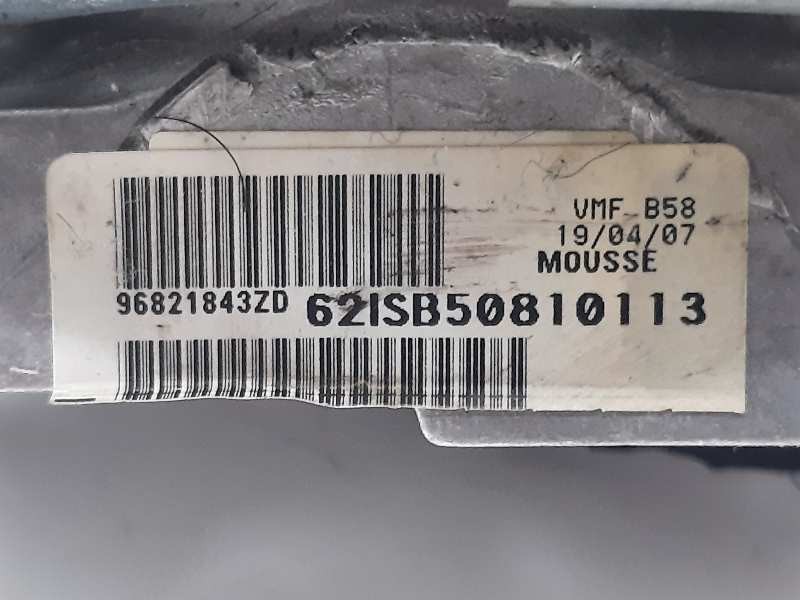 VMF B58
19/04/07
MOUSSE
96821843ZD 62ISB50810113